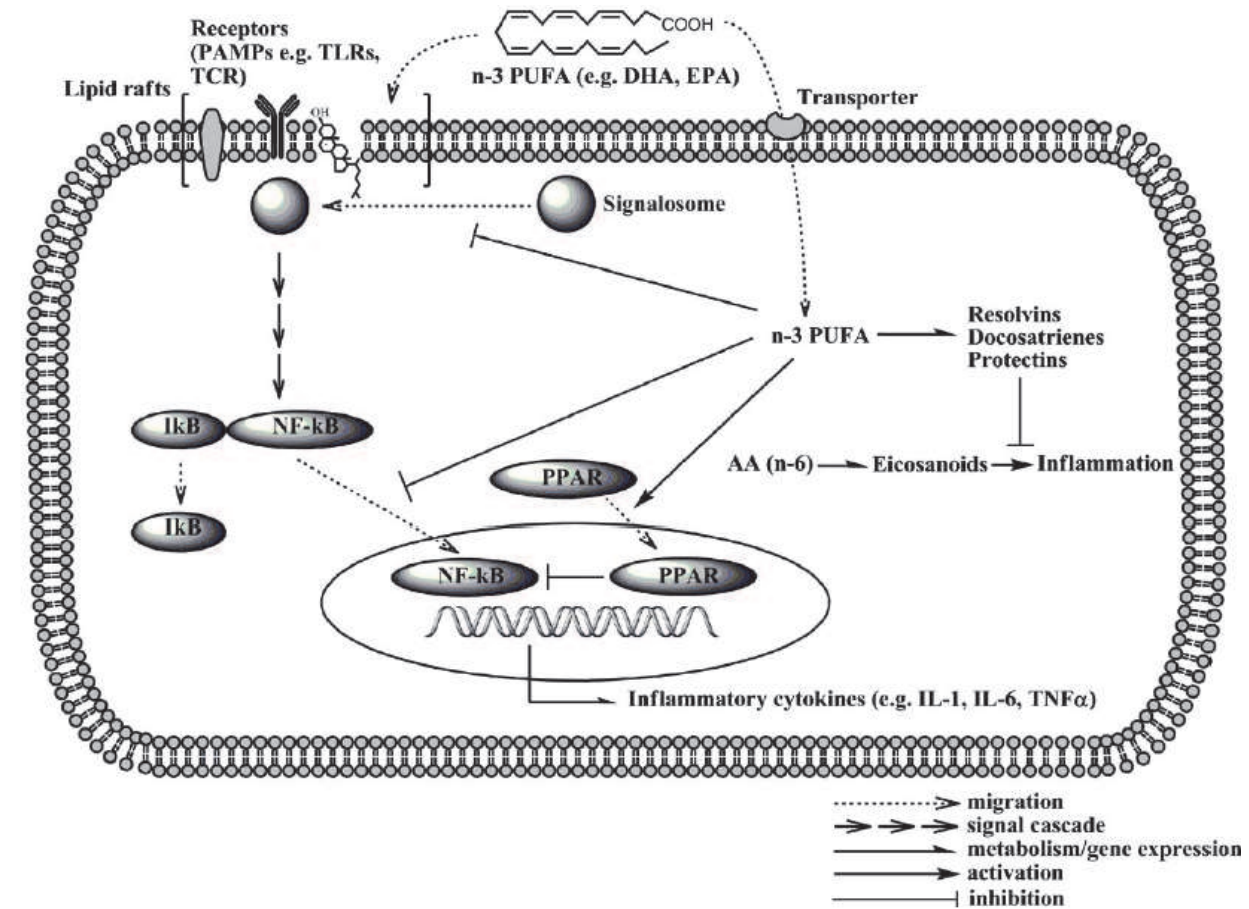 Receptors
(PAMPs e.g. TLRs,
TCR)
Lipid rafts
OH
COOH
n-3 PUFA (e.g. DHA, EPA)
Transporter
Signalosome
n-3 PUFA
Resolvins
Docosatrienes
Protectins
IkB
NF-kB
AA (n-6)
Eicosanoids
Inflammation
PPAR
IkB
NF-kB
PPAR
Inflammatory cytokines (e.g. IL-1, IL-6, TNFα)
migration
signal cascade
metabolism/gene expression
activation
inhibition